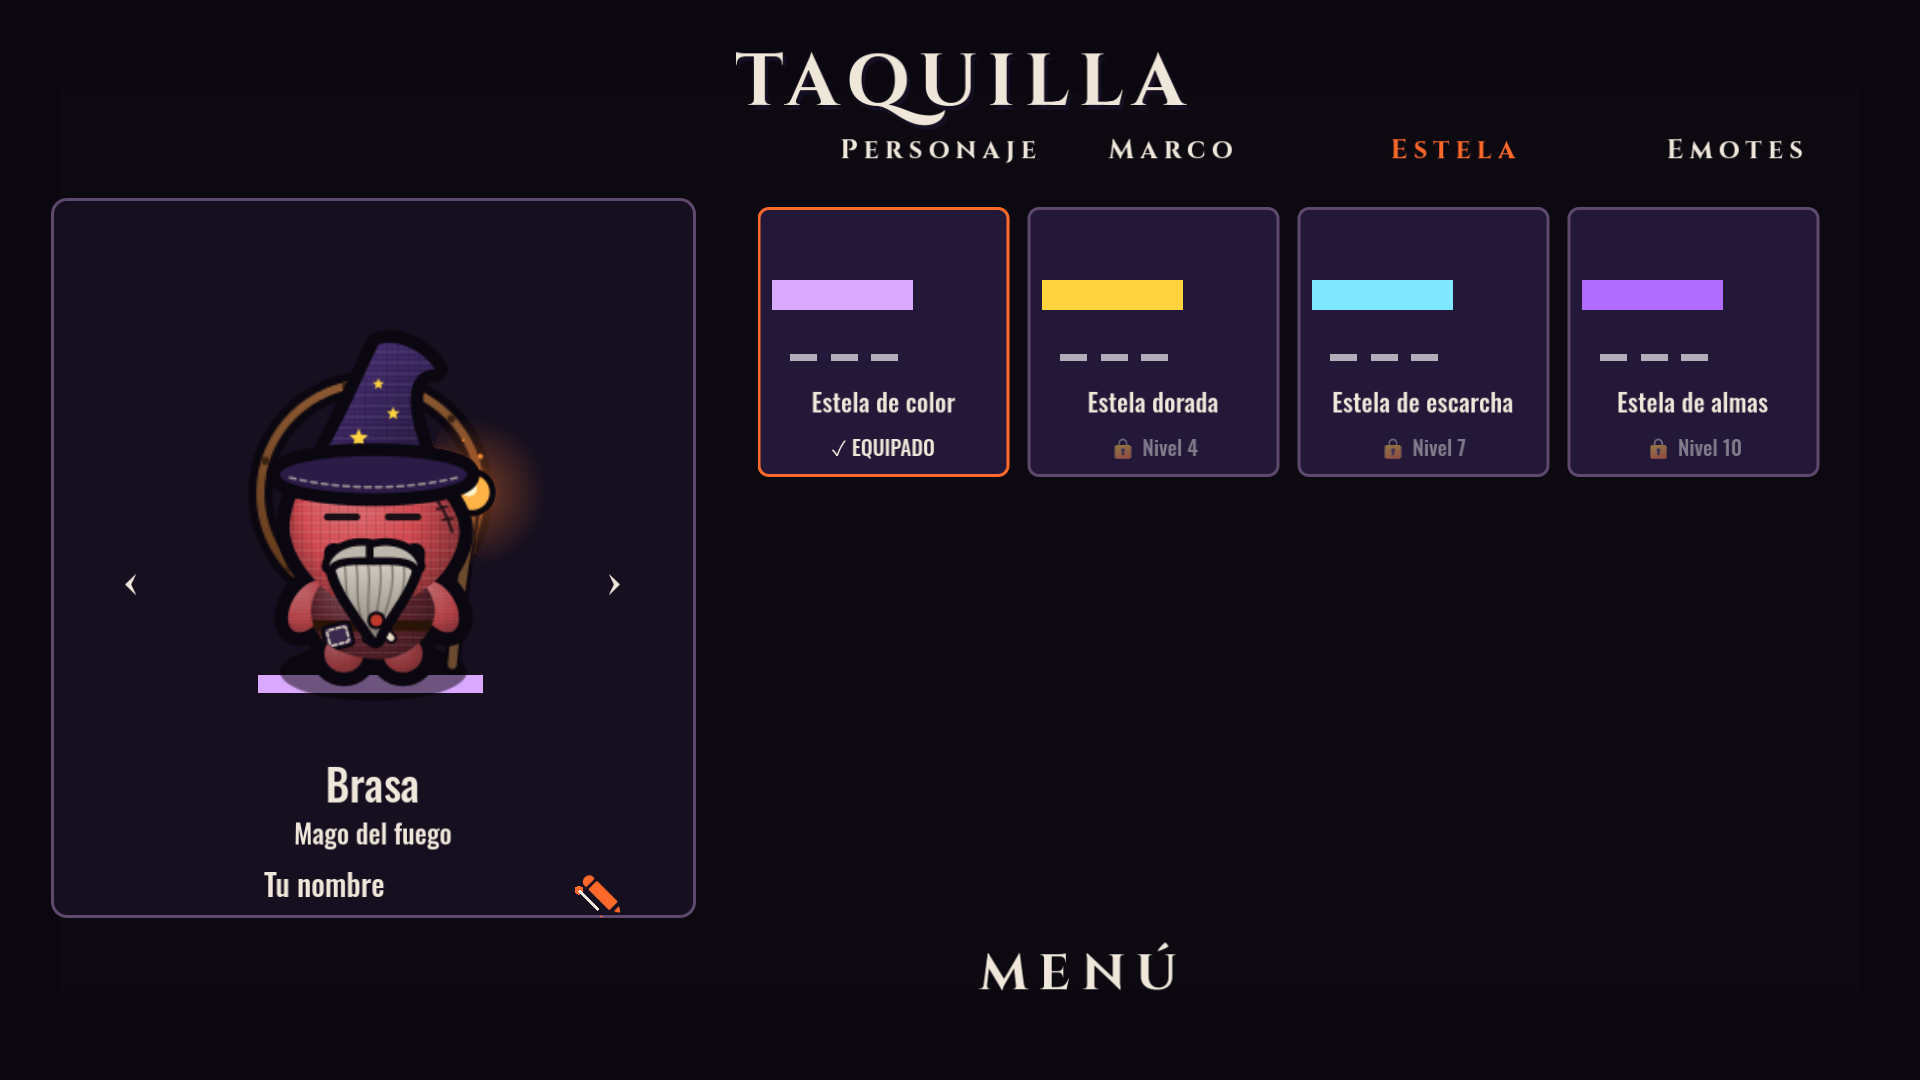 TAQUILLA
PERSONAJE MARCO ESTELA EMOTES
Estela de color
✓ EQUIPADO
Estela dorada
Nivel 4
Estela de escarcha
Nivel 7
Estela de almas
Nivel 10
Brasa
Mago del fuego
Tu nombre
MENÚ